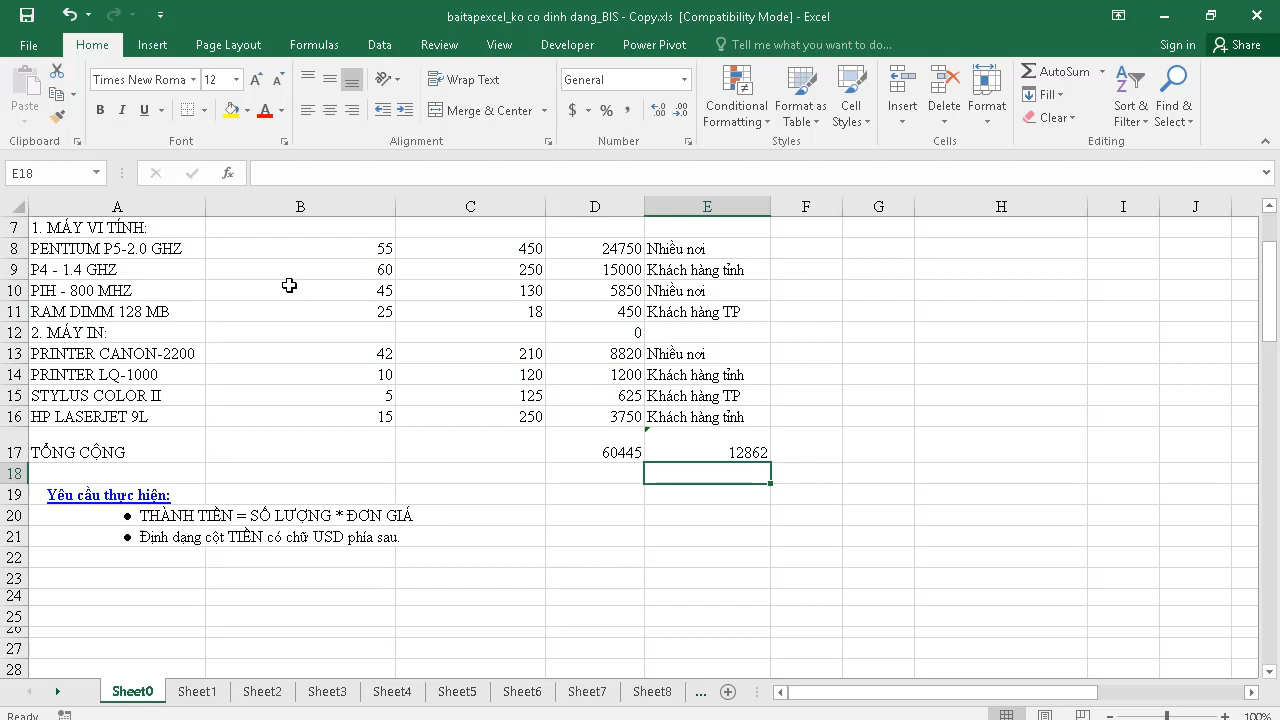 baitapexcel_ko co dinh dang_BIS - Copy.xls [Compatibility Mode] - Excel
File Home Insert Page Layout Formulas Data Review View Developer Power Pivot Tell me what you want to do... Sign in Share
Paste
Times New Roma 12
B I U A A A
Wrap Text
Merge & Center
General
$ % ,
Conditional Formatting
Format as Table
Cell Styles
Insert
Delete
Format
AutoSum
Fill
Clear
Sort & Filter
Find & Select
Clipboard Font Alignment Number Styles Cells Editing
E18 fx
A B C D E F G H I J
7 1. MÁY VI TÍNH:
8 PENTIUM P5-2.0 GHZ 55 450 24750 Nhiều nơi
9 P4 - 1.4 GHZ 60 250 15000 Khách hàng tỉnh
10 PIH - 800 MHZ 45 130 5850 Nhiều nơi
11 RAM DIMM 128 MB 25 18 450 Khách hàng TP
12 2. MÁY IN: 0
13 PRINTER CANON-2200 42 210 8820 Nhiều nơi
14 PRINTER LQ-1000 10 120 1200 Khách hàng tỉnh
15 STYLUS COLOR II 5 125 625 Khách hàng TP
16 HP LASERJET 9L 15 250 3750 Khách hàng tỉnh
17 TỔNG CỘNG 60445 12862
18
19 Yêu cầu thực hiện:
20 ● THÀNH TIỀN = SỐ LƯỢNG * ĐƠN GIÁ
21 ● Định dạng cột TIỀN có chữ USD phía sau.
22
23
24
25
26
27
28
Sheet0 Sheet1 Sheet2 Sheet3 Sheet4 Sheet5 Sheet6 Sheet7 Sheet8 ...
Ready 100%